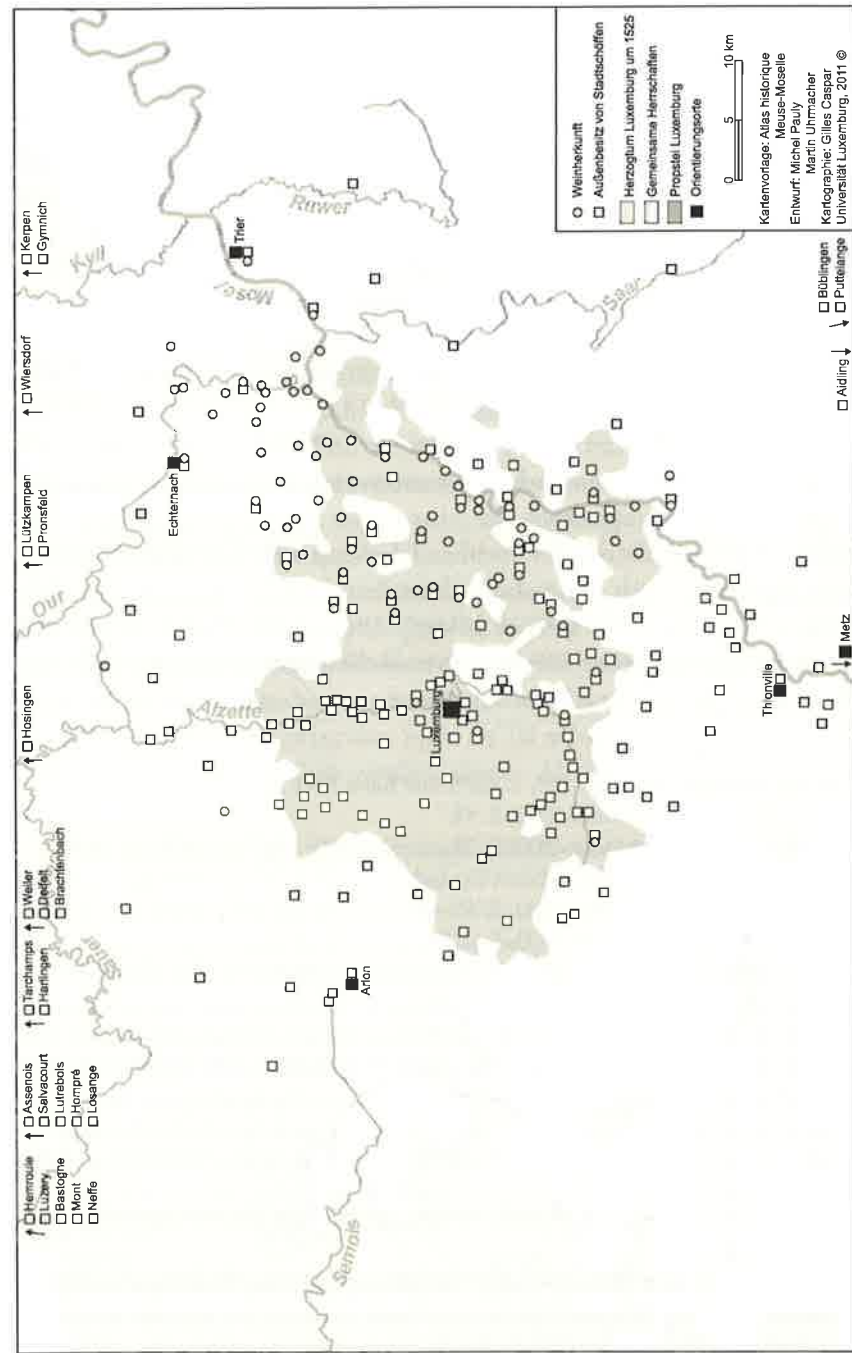 Hemroule
Luzery
Bastogne
Mont
Neffe
Assenois
Salvacourt
Lutrebois
Hompré
Losange
Tarchamps
Harlingen
Weiler
Deifelt
Brachtenbach
Hosingen
Lützkampen
Pronsfeld
Wiersdorf
Kerpen
Gymnich
Sauer
Our
Kyll
Mosel
Ruwer
Saar
Alzette
Semois
Echternach
Trier
Luxemburg
Arlon
Thionville
Metz
Aidling
Büblingen
Puttelange
Weinherkunft
Außenbesitz von Stadtschöffen
Herzogtum Luxemburg um 1525
Gemeinsame Herrschaften
Propstei Luxemburg
Orientierungsorte
0 5 10 km
Kartenvorlage: Atlas historique
Meuse-Moselle
Entwurf: Michel Pauly
Martin Uhrmacher
Kartographie: Gilles Caspar
Universität Luxemburg, 2011 ©